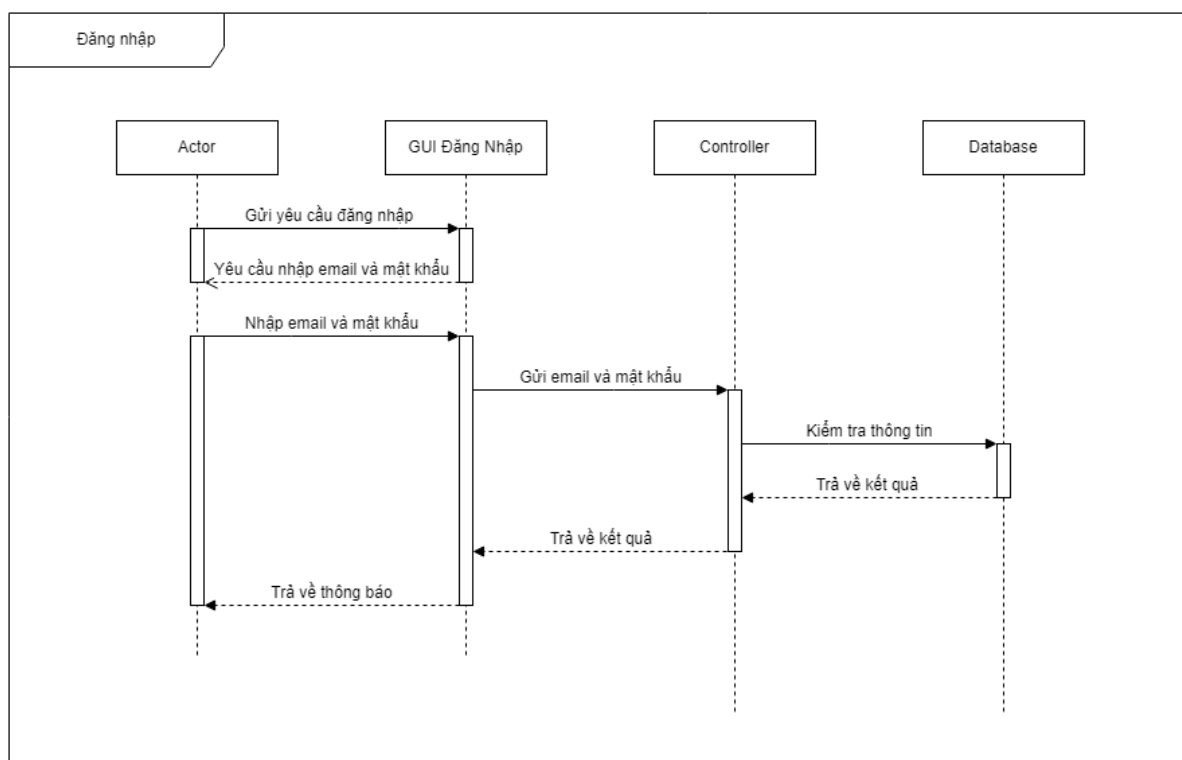 Đăng nhập
Actor
GUI Đăng Nhập
Controller
Database
Gửi yêu cầu đăng nhập
Yêu cầu nhập email và mật khẩu
Nhập email và mật khẩu
Gửi email và mật khẩu
Kiểm tra thông tin
Trả về kết quả
Trả về kết quả
Trả về thông báo